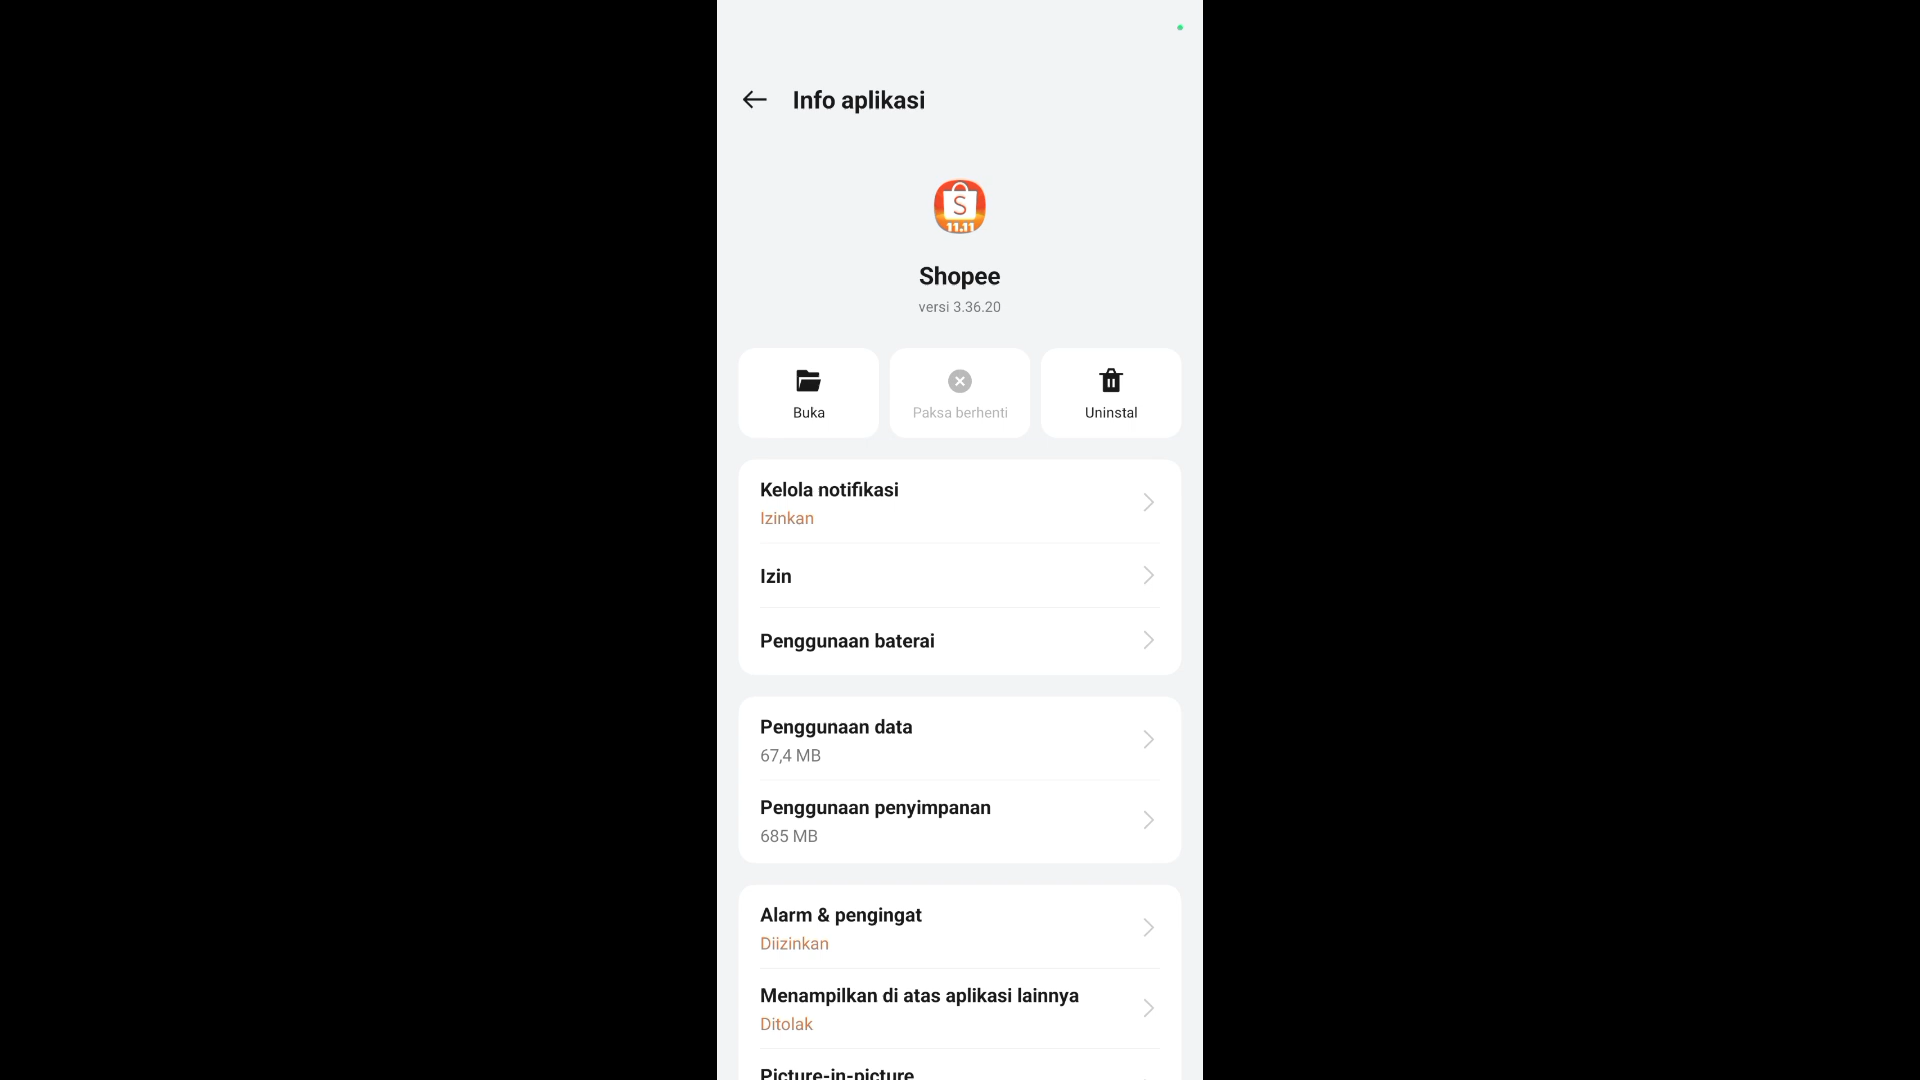 Info aplikasi
S
11.11
Shopee
versi 3.36.20
Buka
Paksa berhenti
Uninstal
Kelola notifikasi
Izinkan
Izin
Penggunaan baterai
Penggunaan data
67,4 MB
Penggunaan penyimpanan
685 MB
Alarm & pengingat
Diizinkan
Menampilkan di atas aplikasi lainnya
Ditolak
Picture-in-picture